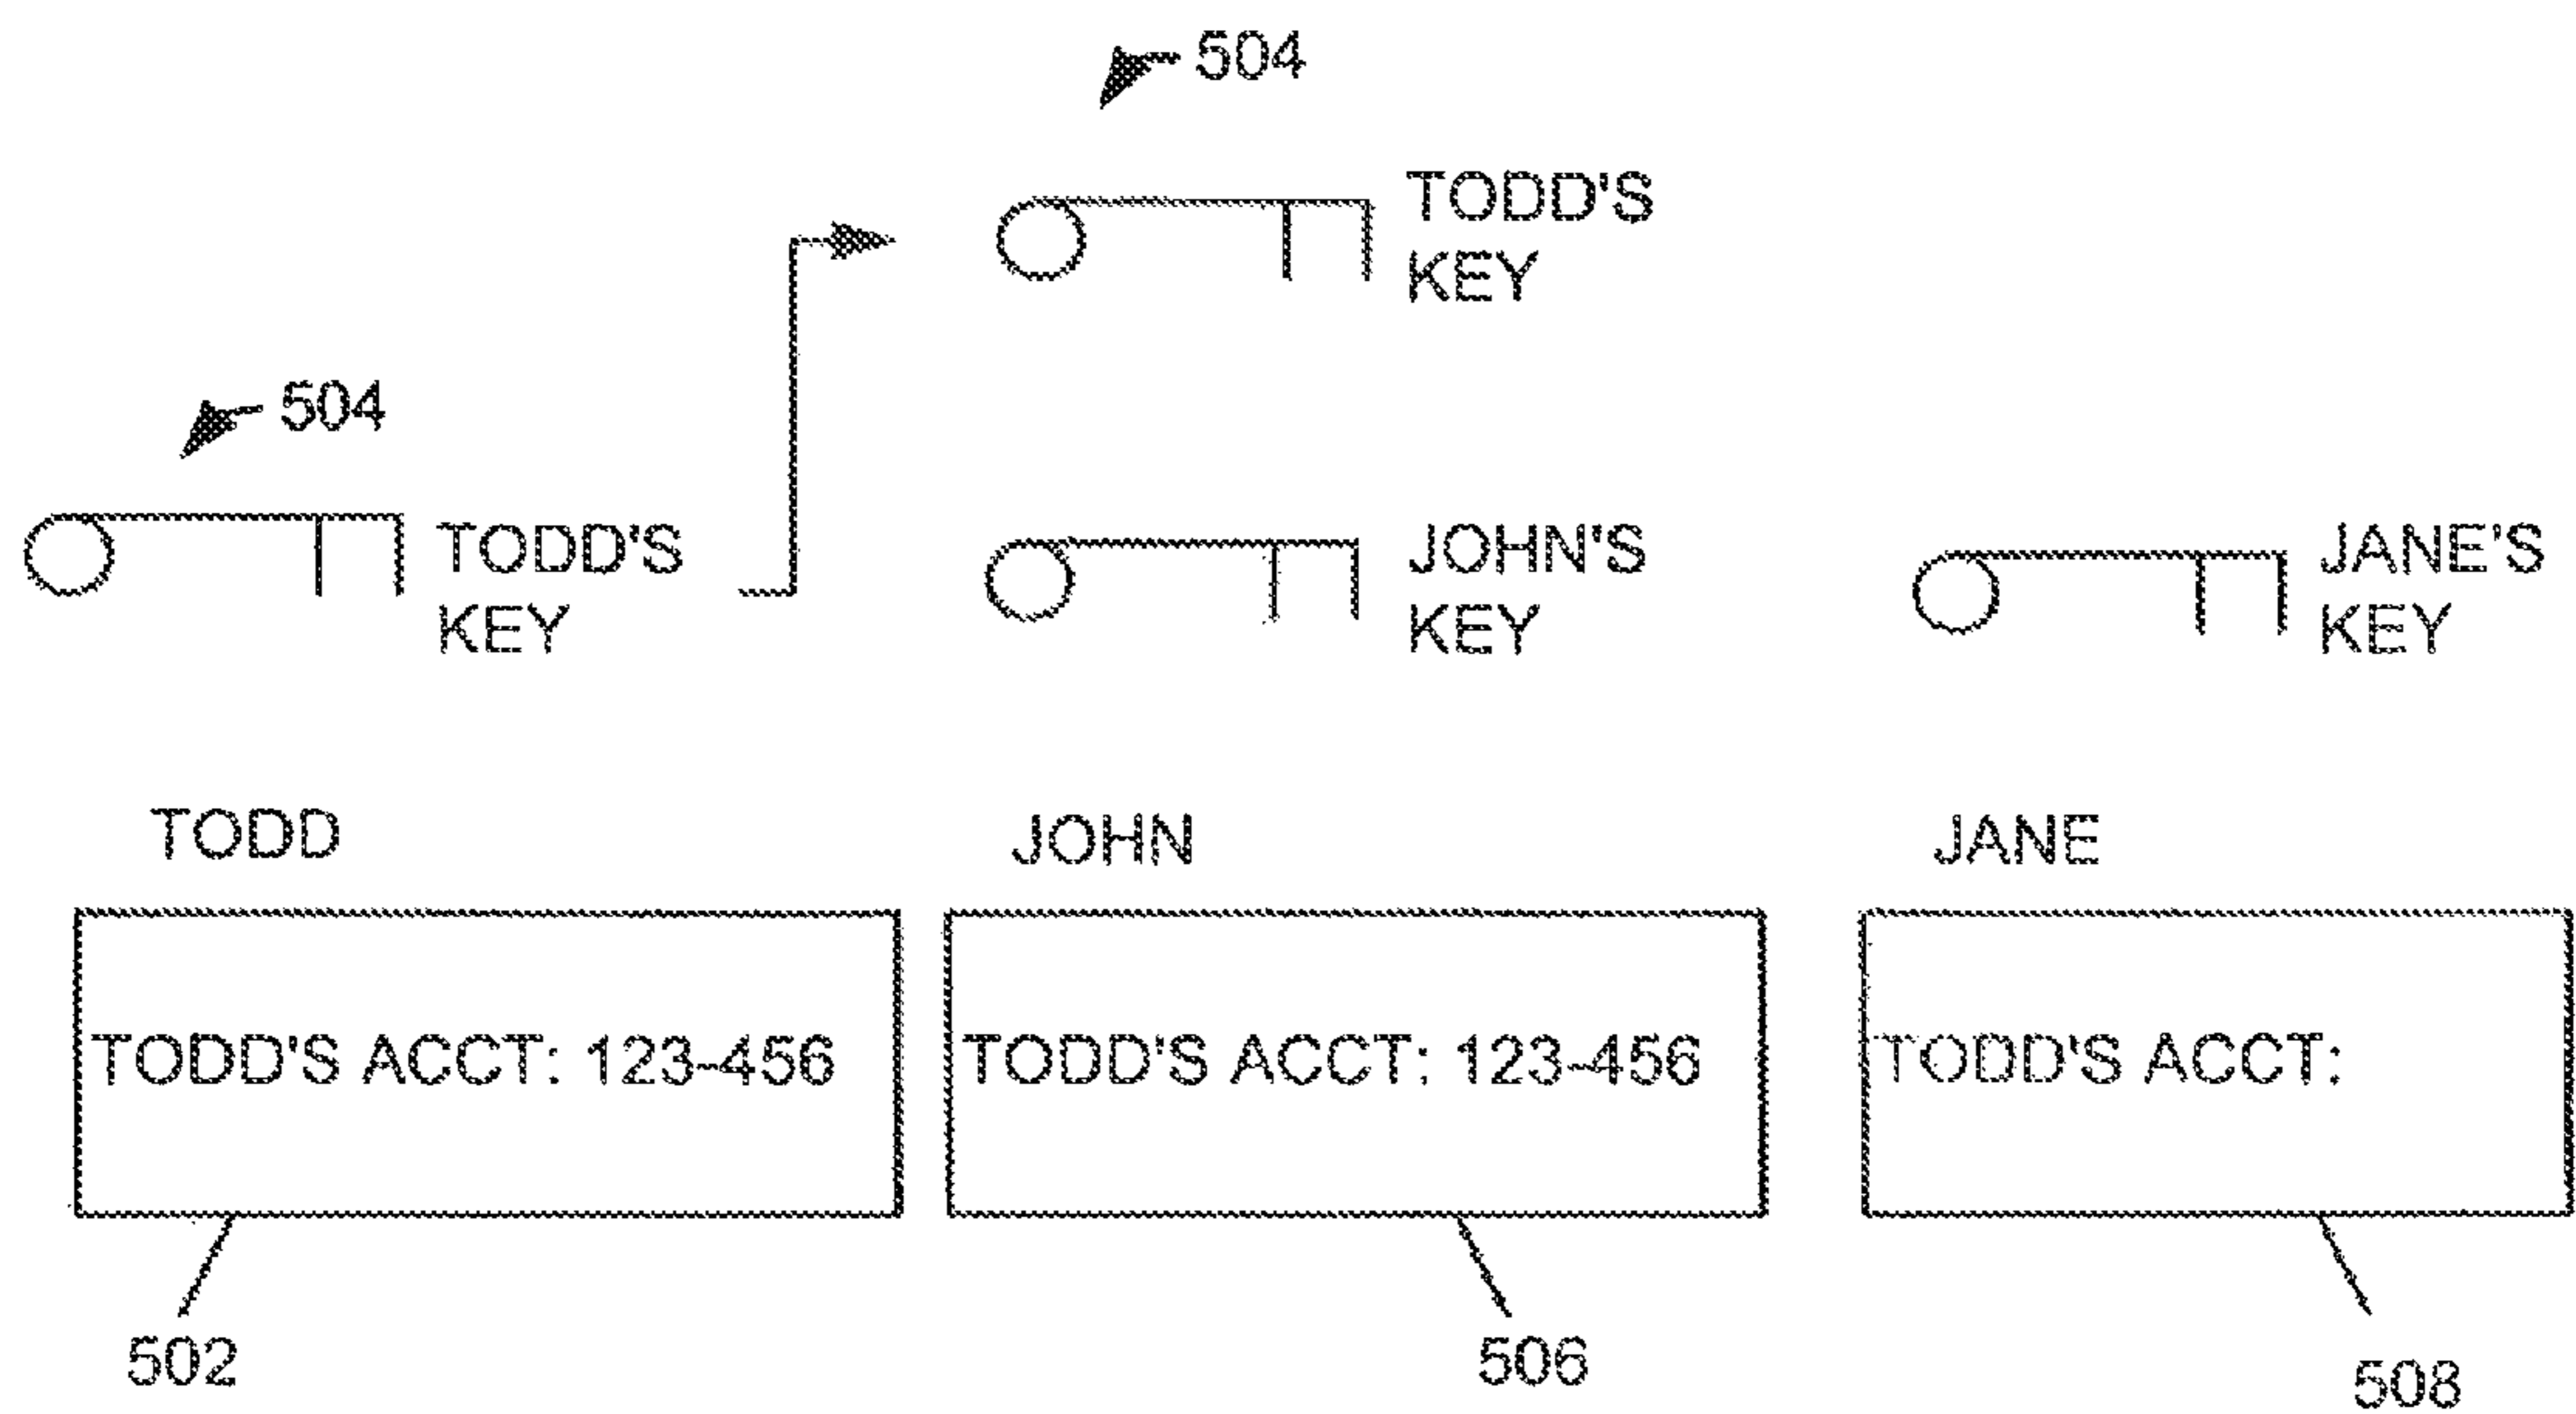 504
TODD'S
KEY
504
TODD'S
KEY
JOHN'S
KEY
JANE'S
KEY
TODD
JOHN
JANE
TODD'S ACCT: 123-456
TODD'S ACCT: 123-456
TODD'S ACCT:
502
506
508